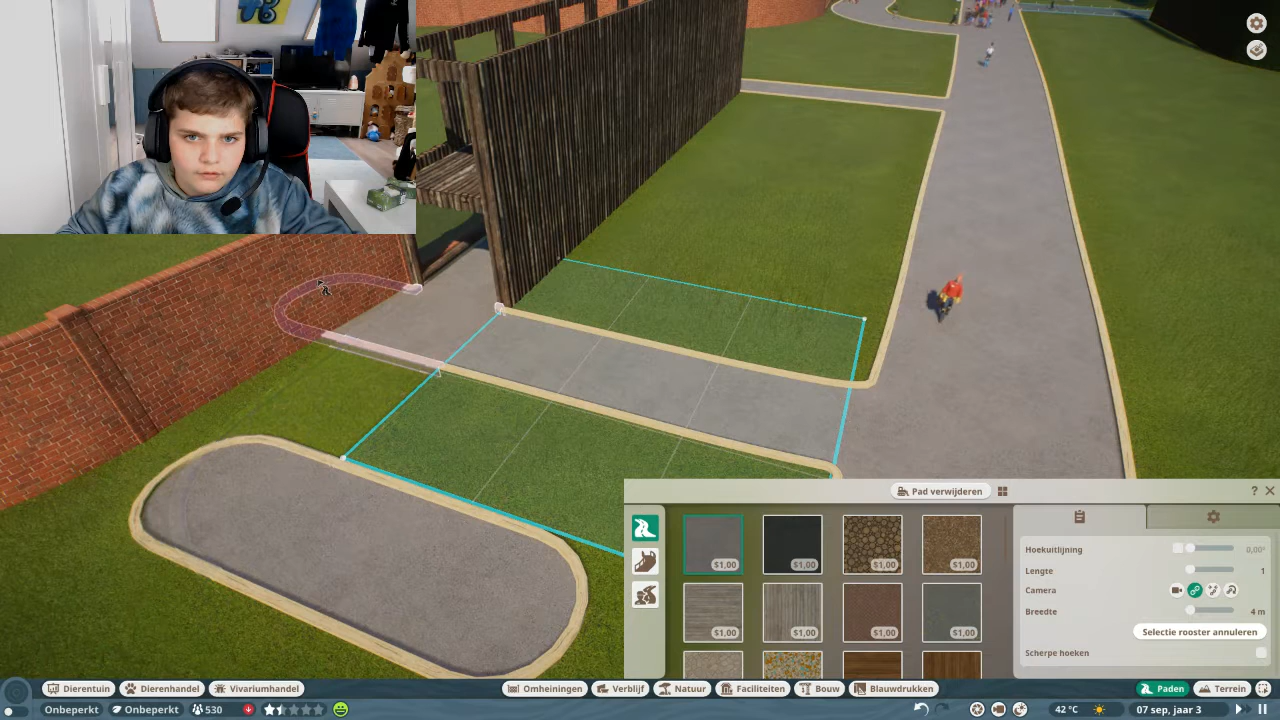 Pad verwijderen
?
$1,00 $1,00 $1,00 $1,00
$1,00 $1,00 $1,00 $1,00
Hoekuitlijning 0,00°
Lengte 1
Camera
Breedte 4 m
Selectie rooster annuleren
Scherpe hoeken
Dierentuin Dierenhandel Vivariumhandel Omheiningen Verblijf Natuur Faciliteiten Bouw Blauwdrukken Paden Terrein
Onbeperkt Onbeperkt 530 42 °C 07 sep, jaar 3